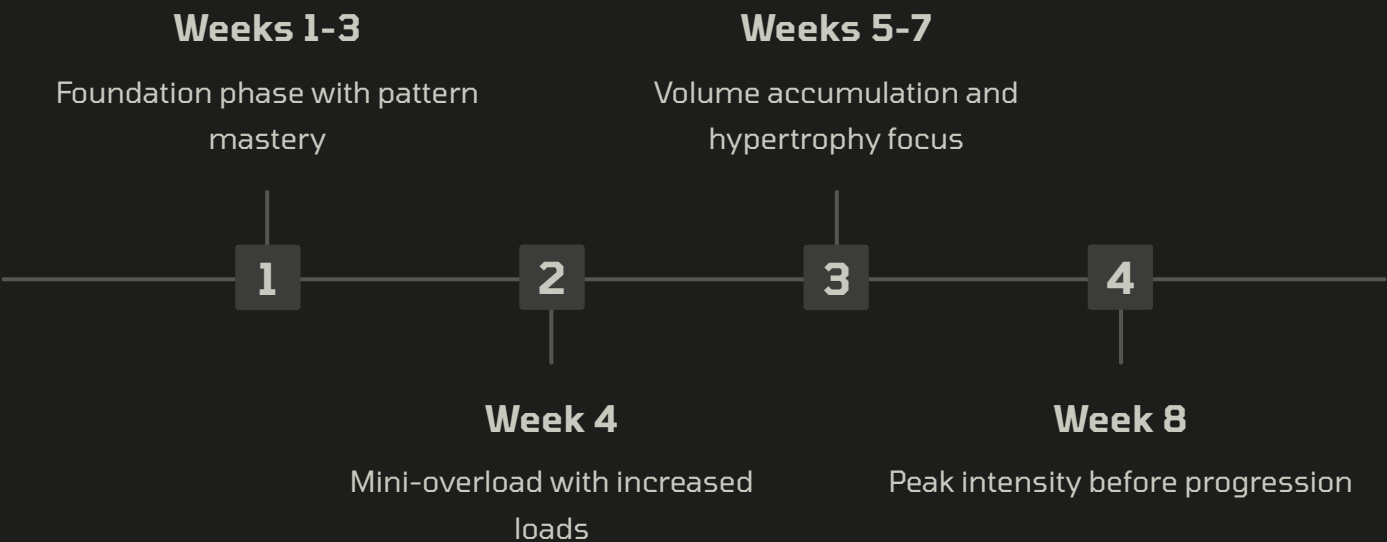 Weeks 1-3
Foundation phase with pattern
mastery
Weeks 5-7
Volume accumulation and
hypertrophy focus
1
2
3
4
Week 4
Mini-overload with increased
loads
Week 8
Peak intensity before progression